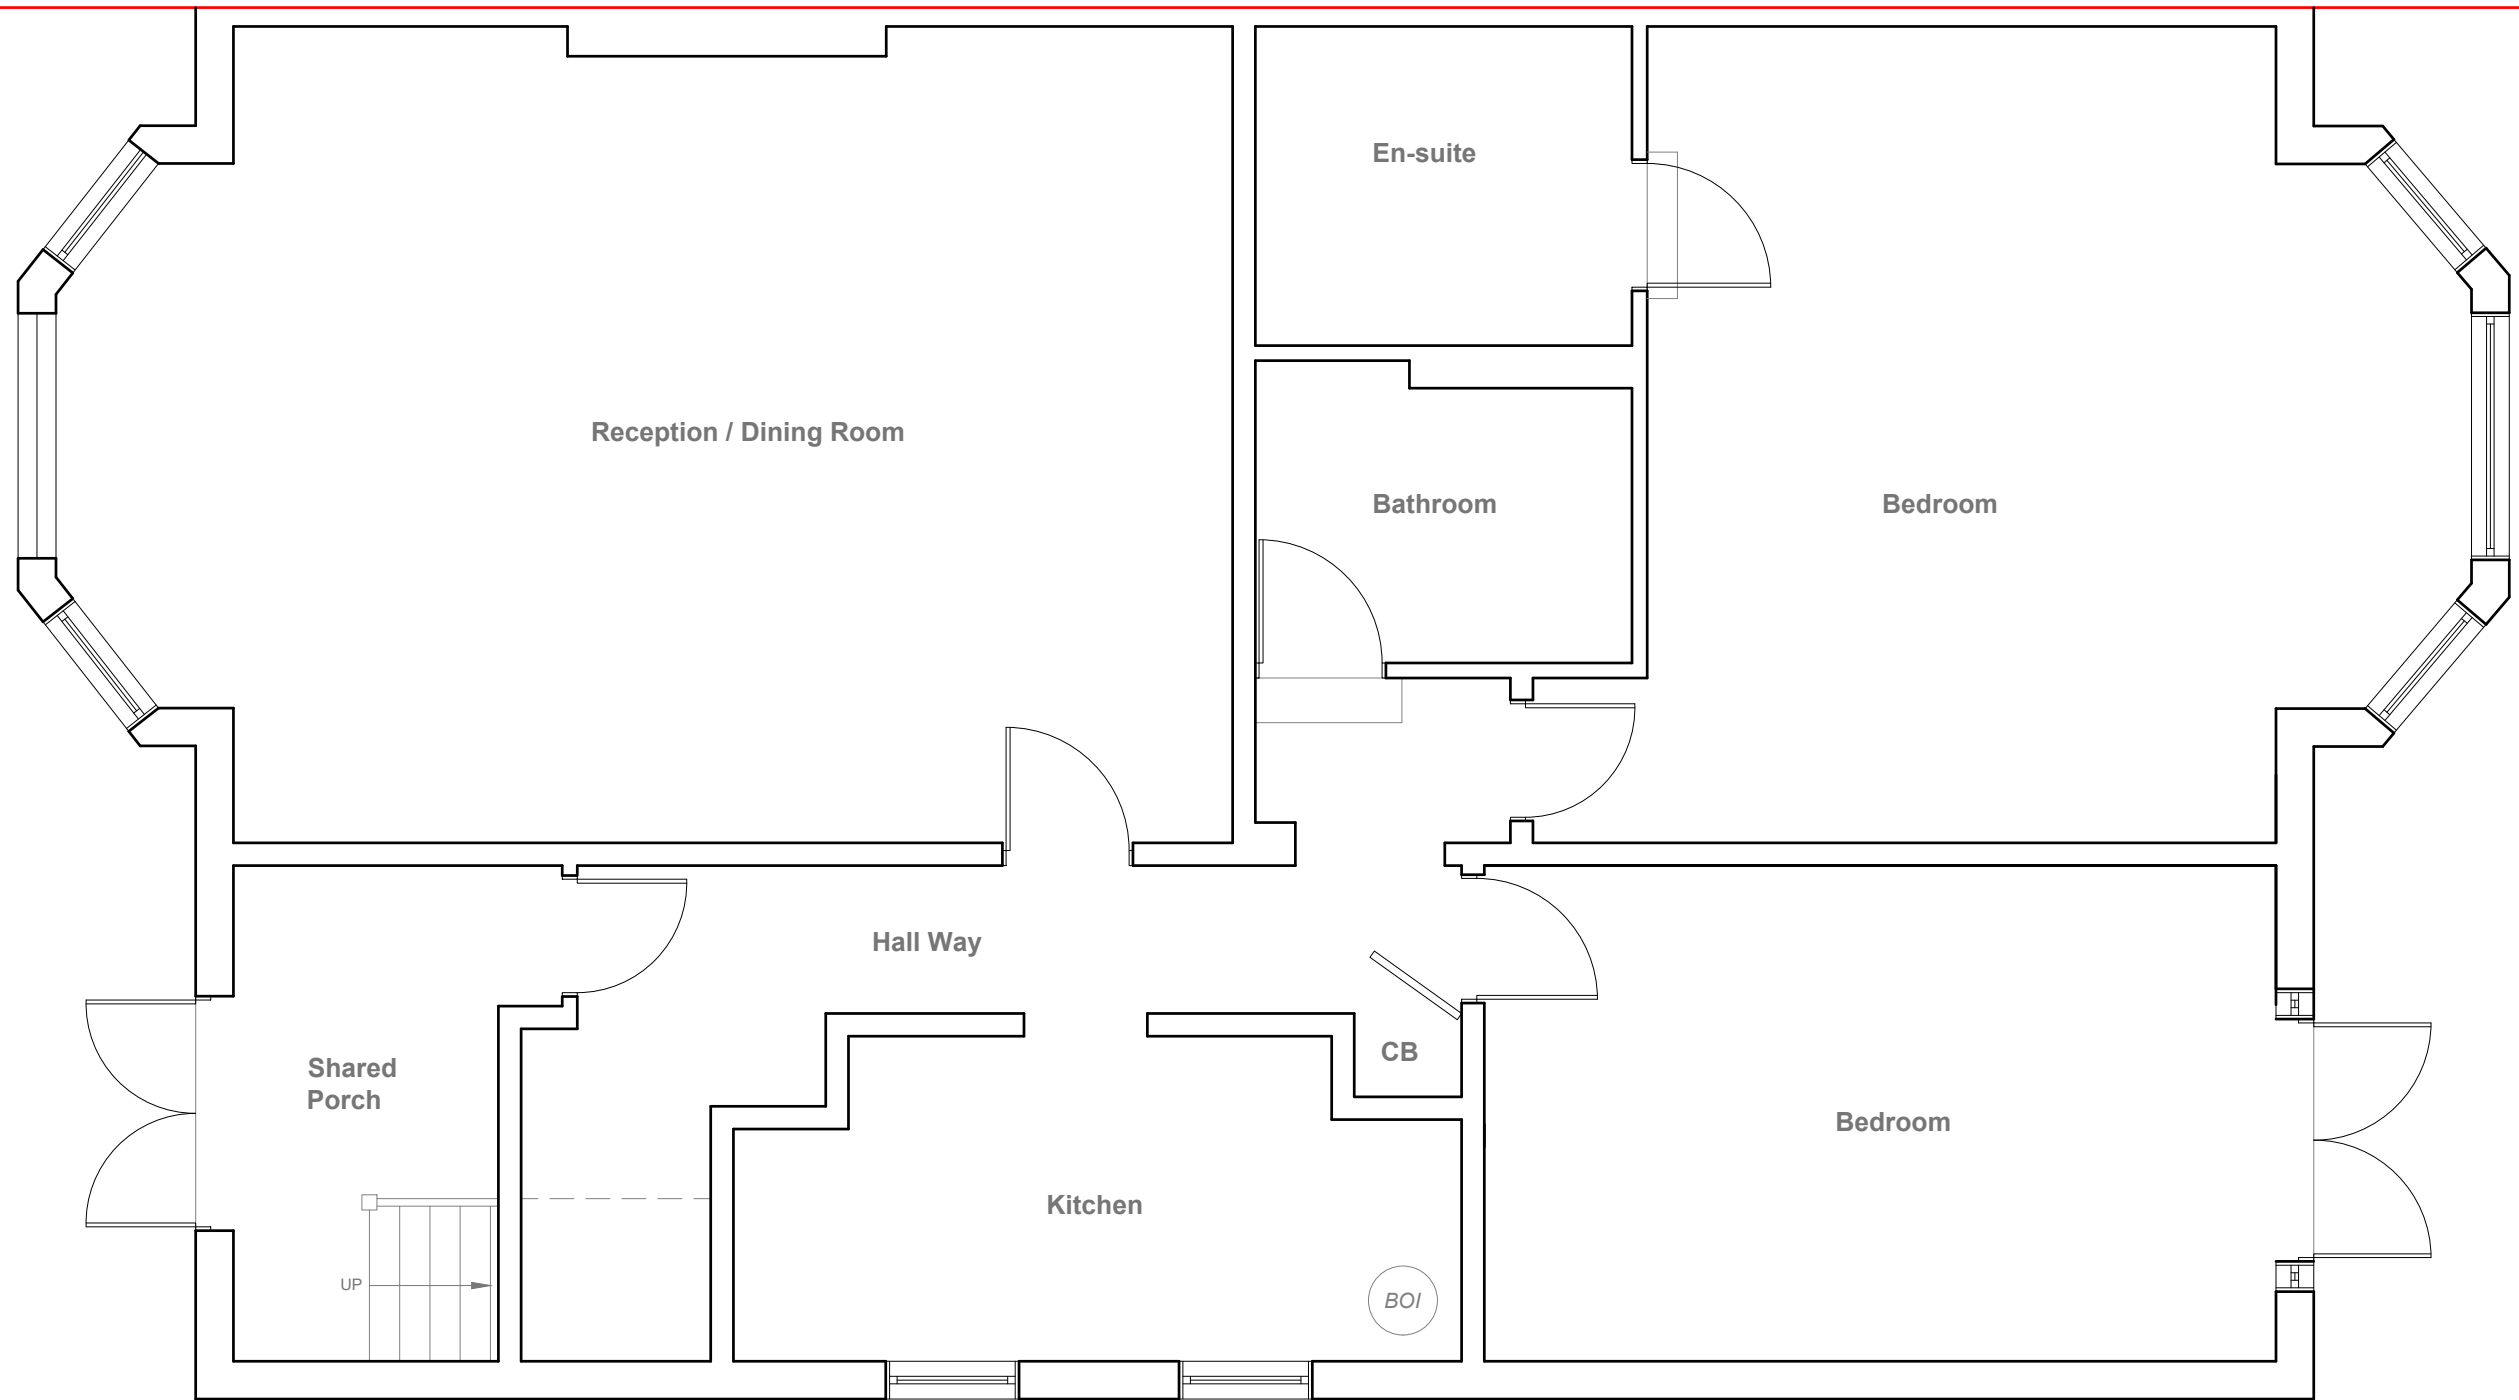 En-suite
Reception / Dining Room
Bathroom
Bedroom
Hall Way
Shared
Porch
CB
Bedroom
Kitchen
UP
BOI